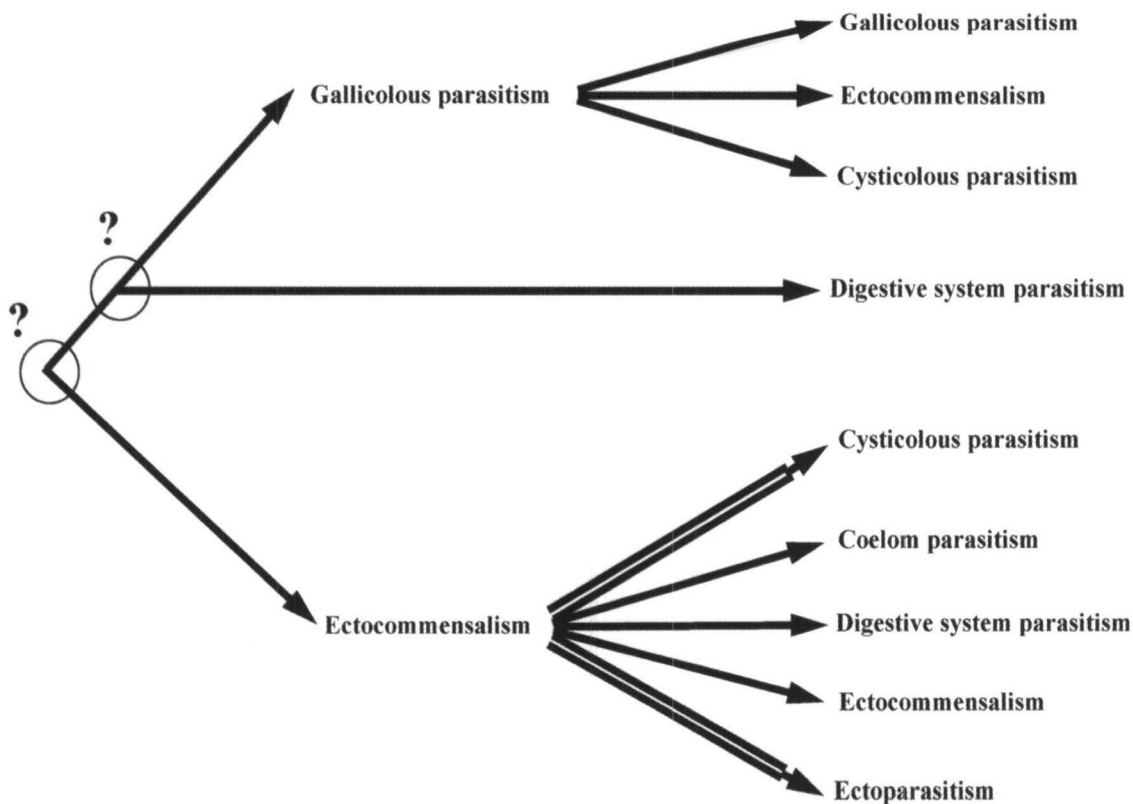 Gallicolous parasitism
Gallicolous parasitism
Ectocommensalism
Cysticolous parasitism
?
Digestive system parasitism
?
Cysticolous parasitism
Coelom parasitism
Ectocommensalism
Digestive system parasitism
Ectocommensalism
Ectoparasitism